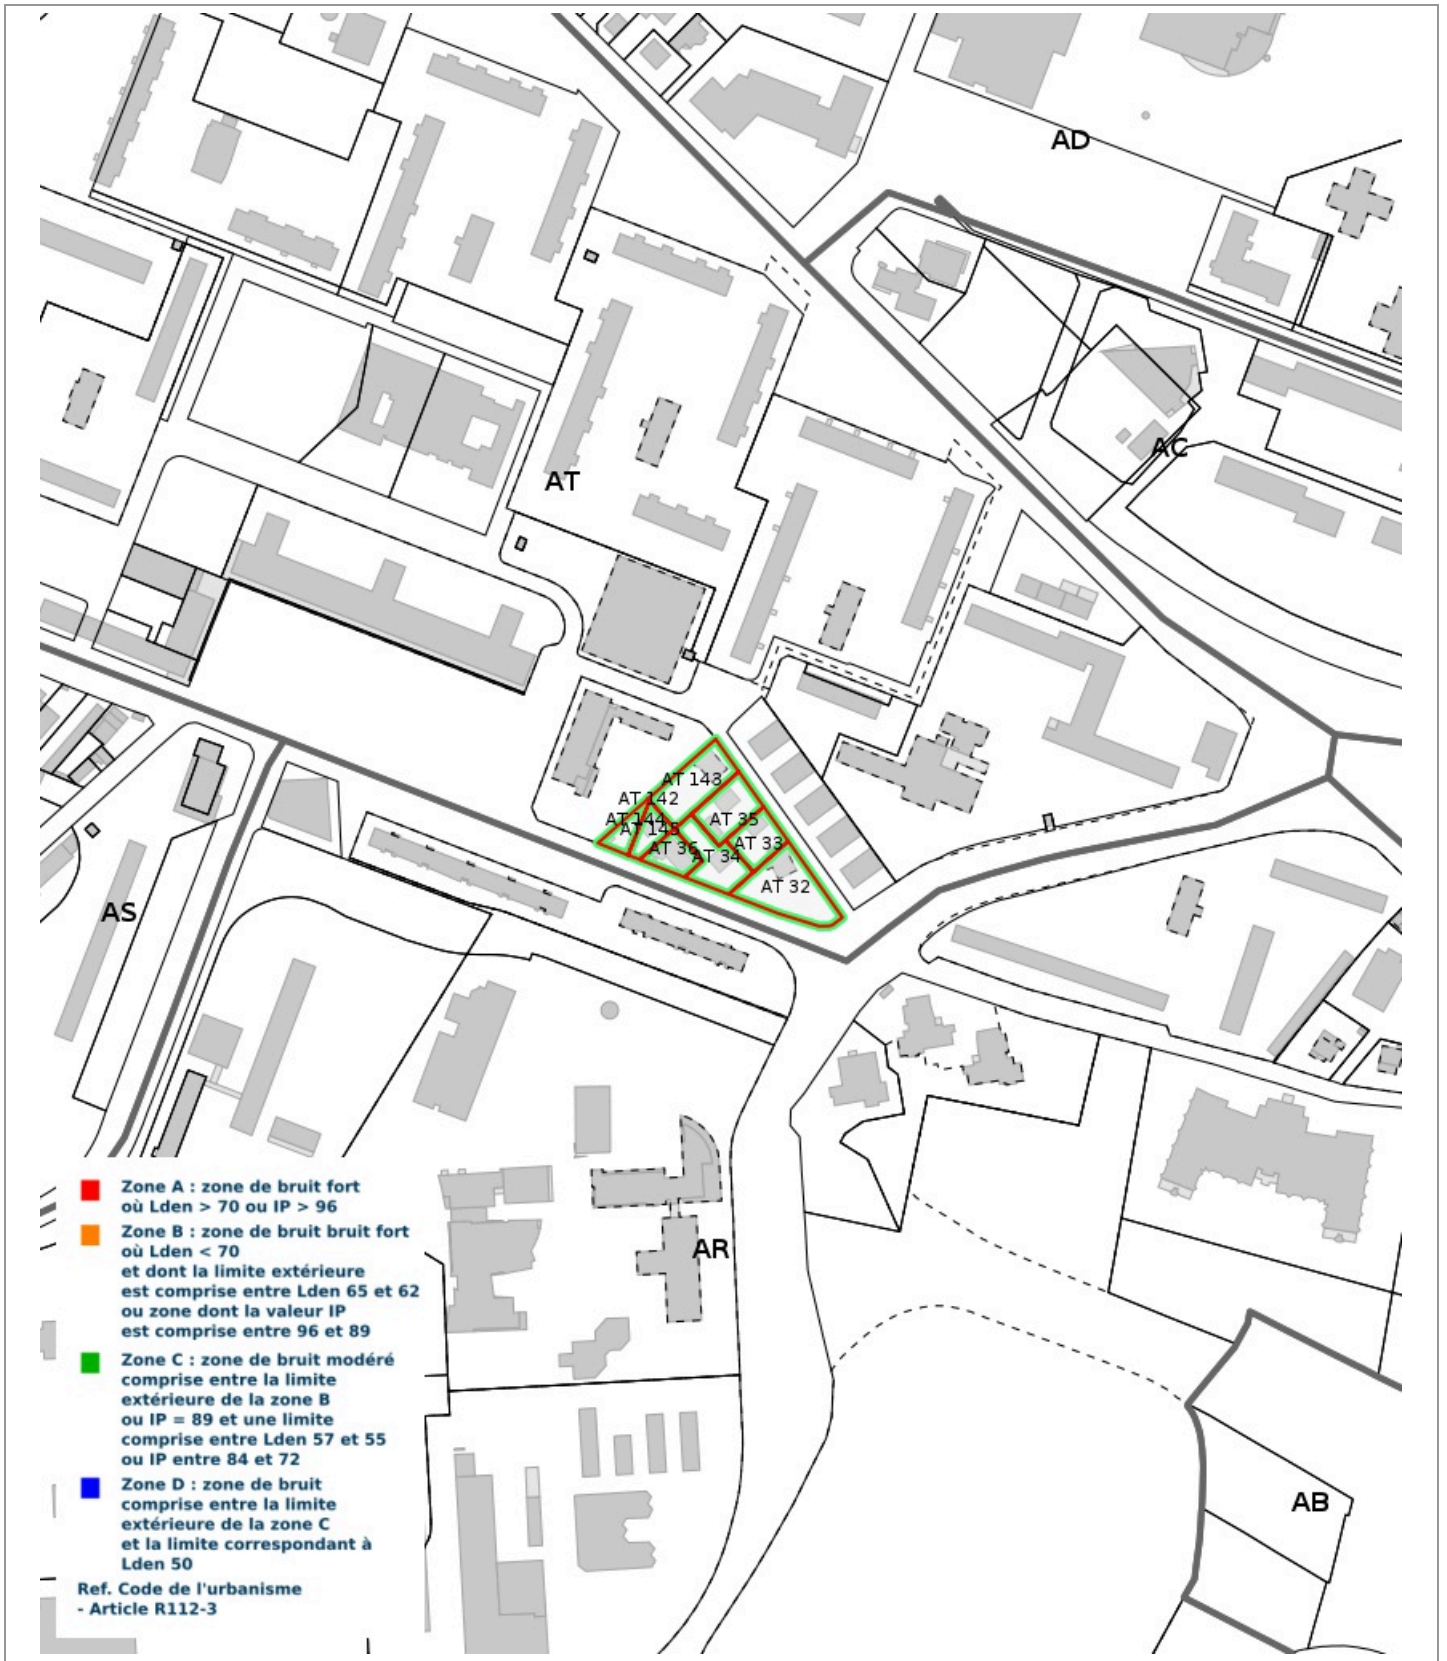 AD
AC
AT
AT 143
AT 142
AT 144
AT 35
AT 145
AT 33
AT 36
AT 34
AT 32
AS
AR
AB
Zone A : zone de bruit fort
où Lden > 70 ou IP > 96
Zone B : zone de bruit bruit fort
où Lden < 70
et dont la limite extérieure
est comprise entre Lden 65 et 62
ou zone dont la valeur IP
est comprise entre 96 et 89
Zone C : zone de bruit modéré
comprise entre la limite
extérieure de la zone B
ou IP = 89 et une limite
comprise entre Lden 57 et 55
ou IP entre 84 et 72
Zone D : zone de bruit
comprise entre la limite
extérieure de la zone C
et la limite correspondant à
Lden 50
Ref. Code de l'urbanisme
- Article R112-3